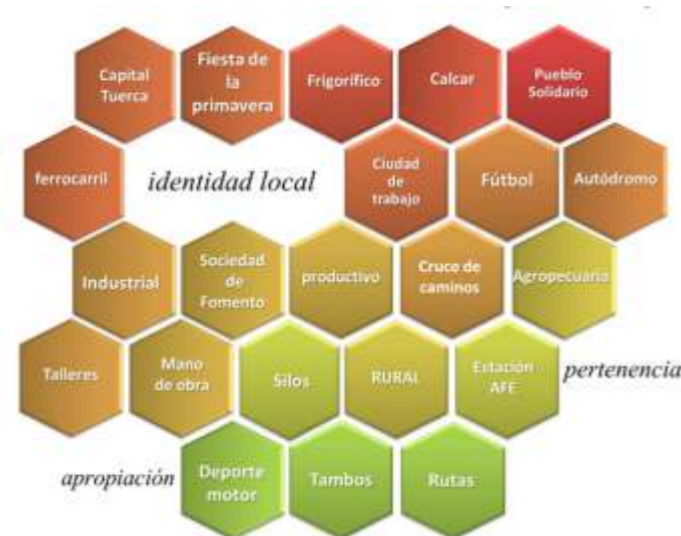 Capital
Tuerca
Fiesta de
la
primavera
Frigorífico
Calcar
Pueblo
Solidario
ferrocarril
identidad local
Ciudad
de
trabajo
Fútbol
Autódromo
Industrial
Sociedad
de
Fomento
productivo
Cruce de
caminos
Agropecuaria
Talleres
Mano
de obra
Silos
RURAL
Estación
AFE
pertenencia
apropiación
Deporte
motor
Tambos
Rutas